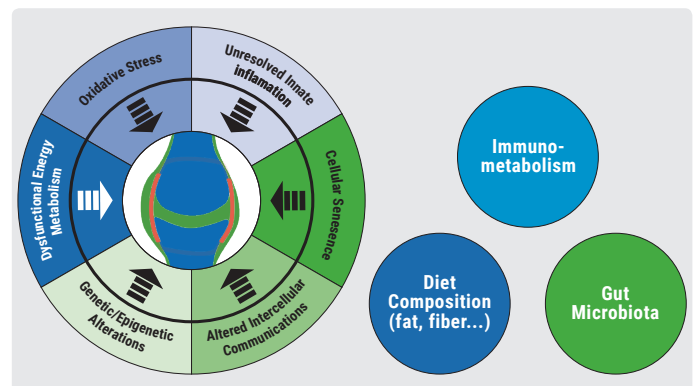 Oxidative Stress
Unresolved Innate
inflamation
Dysfunctional Energy
Metabolism
Cellular Senesence
Genetic/Epigenetic
Alterations
Altered Intercellular
Communications
Immuno-
metabolism
Diet
Composition
(fat, fiber...)
Gut
Microbiota